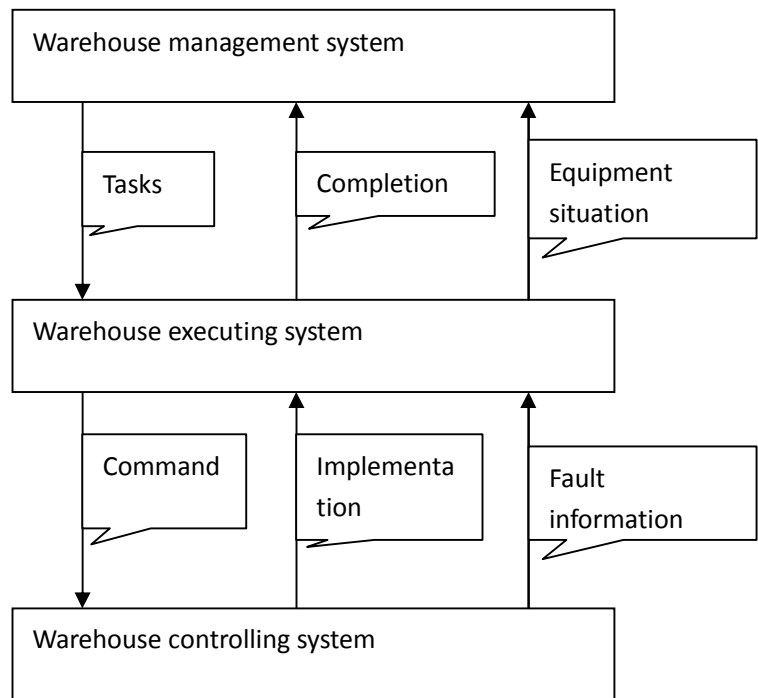 Warehouse management system
Tasks
Completion
Equipment
situation
Warehouse executing system
Command
Implementa
tion
Fault
information
Warehouse controlling system